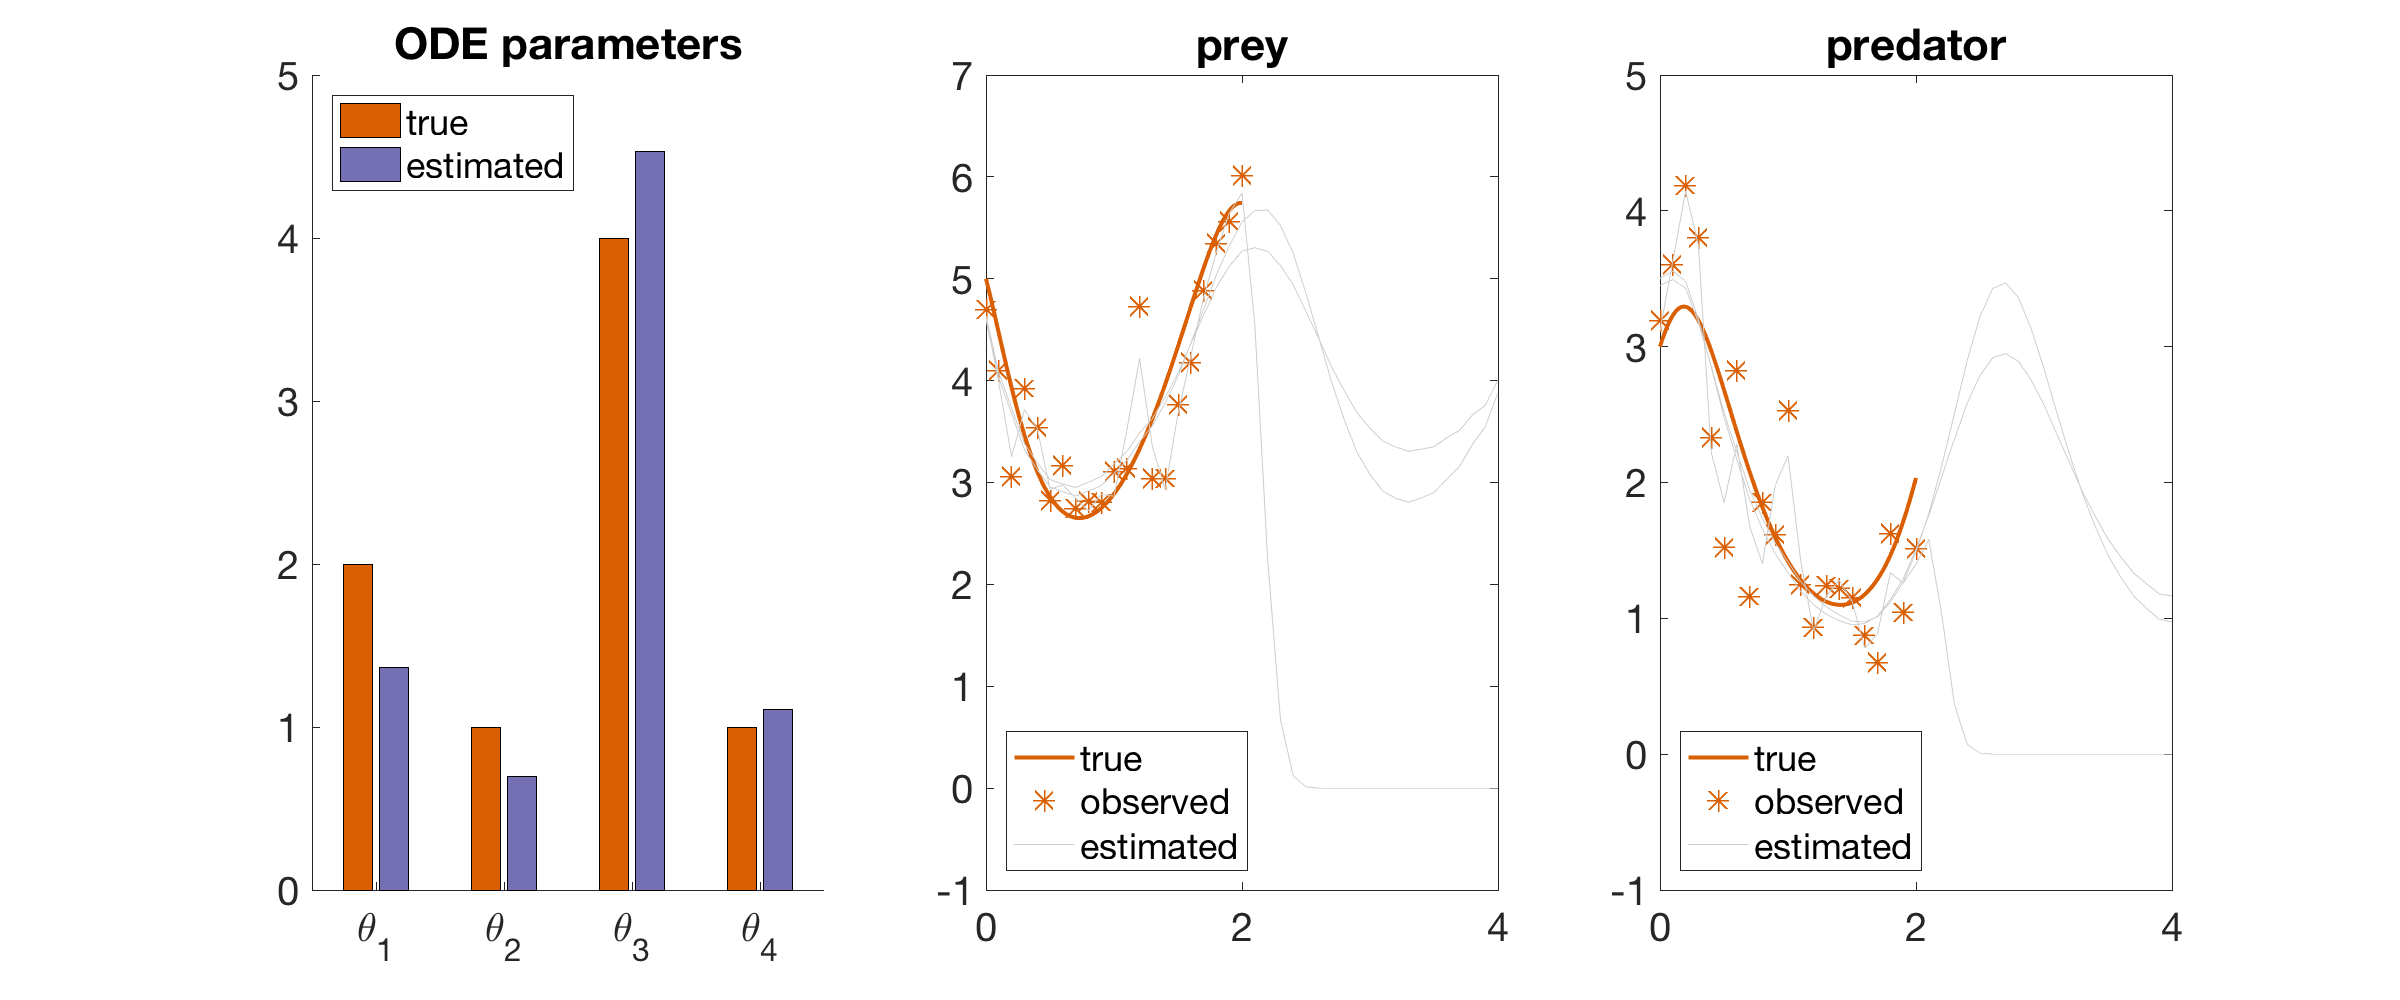 ODE parameters
5
4
3
2
1
0
true
estimated
θ1
θ2
θ3
θ4
prey
7
6
5
4
3
2
1
0
-1
true
observed
estimated
0
2
4
predator
5
4
3
2
1
0
-1
true
observed
estimated
0
2
4